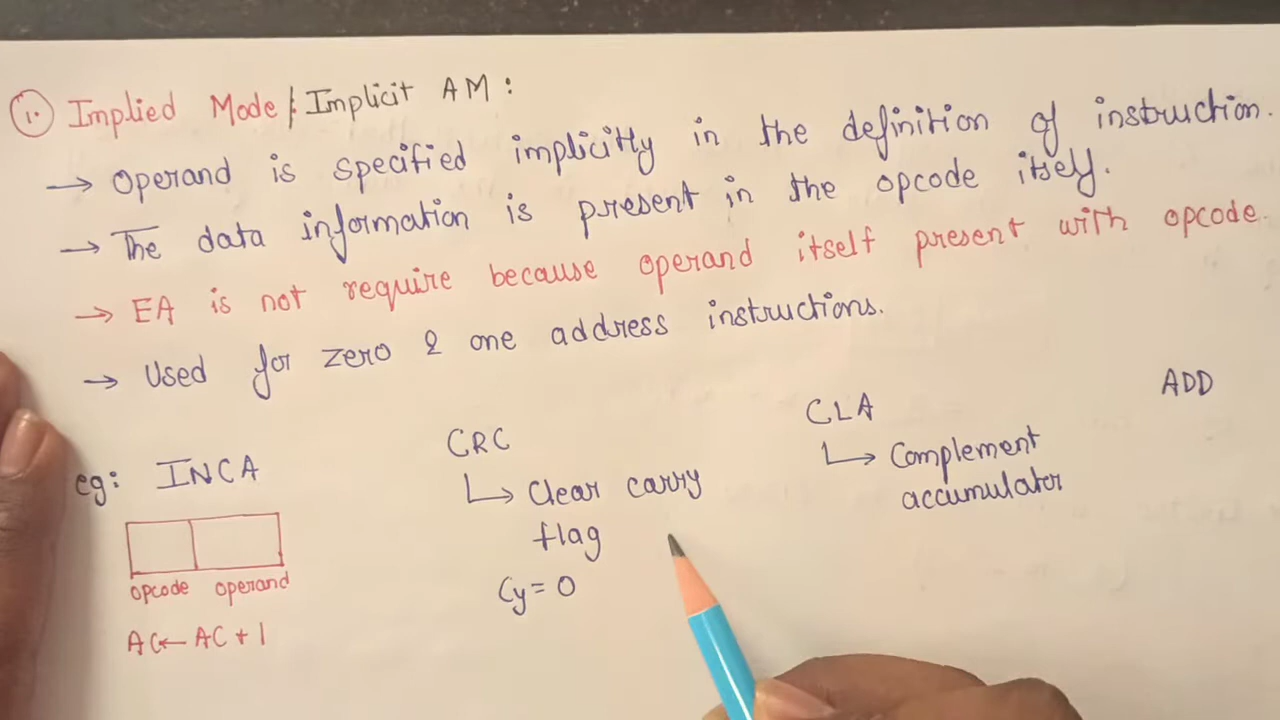 1. Implied Mode / Implicit AM :
→ Operand is specified implicitly in the definition of instruction.
→ The data information is present in the opcode itself.
→ EA is not require because operand itself present with opcode.
→ Used for zero & one address instructions.
eg: INCA
opcode operand
AC ← AC + 1
CRC
↳ Clear carry
flag
Cy = 0
CLA
↳ Complement
accumulator
ADD